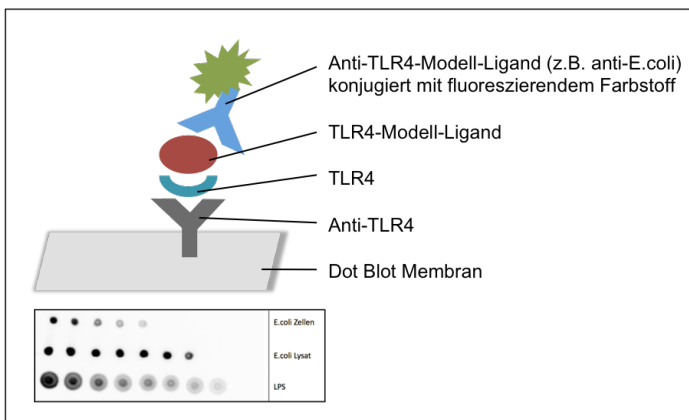 Anti-TLR4-Modell-Ligand (z.B. anti-E.coli)
konjugiert mit fluoreszierendem Farbstoff
TLR4-Modell-Ligand
TLR4
Anti-TLR4
Dot Blot Membran
E.coli Zellen
E.coli Lysat
LPS